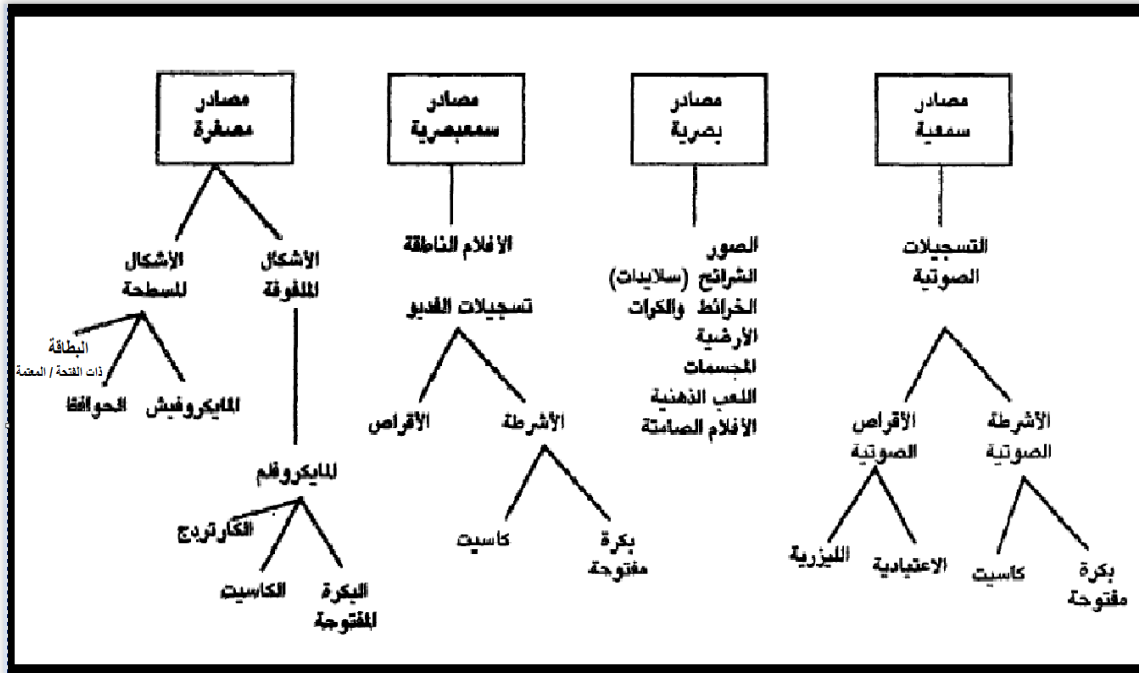 مصادر
سمعية
مصادر
بصرية
مصادر
سمعبصرية
مصادر
مصغرة
التسجيلات
الصوتية
الصور
الشرائح (سلايدات)
الخرائط والكرات
الأرضية
المجسمات
اللعب الذهنية
الافلام الصامتة
الافلام الناطقة
تسجيلات الفديو
الأشكال
الملفوفة
الأشكال
المسطحة
الأشرطة
الصوتية
الأقراص
الصوتية
الأشرطة
الأقراص
البطاقة
ذات الفتحة / المعتمة
المايكروفيش
الحوافظ
المايكروفلم
بكرة
مفتوحة
كاسيت
الاعتيادية
الليزرية
بكرة
مفتوحة
كاسيت
الكارتردج
البكرة
المفتوحة
الكاسيت